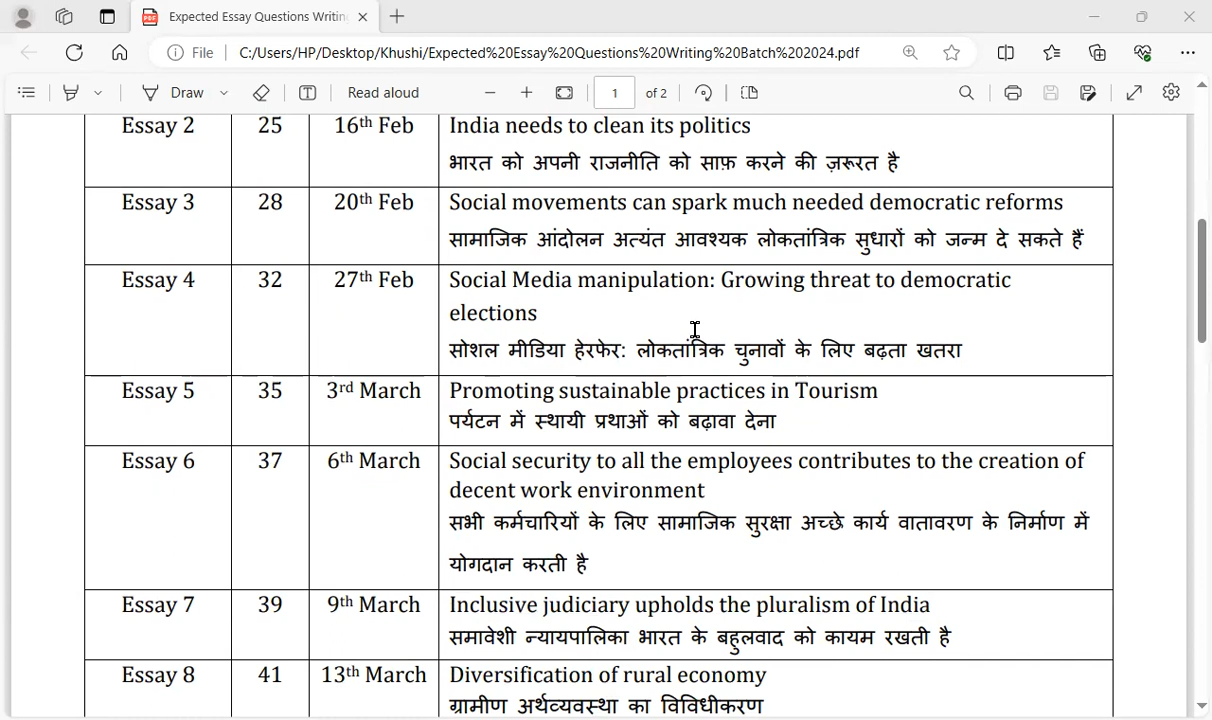 Expected Essay Questions Writin
File C:/Users/HP/Desktop/Khushi/Expected%20Essay%20Questions%20Writing%20Batch%202024.pdf
Draw Read aloud 1 of 2
Essay 2 25 16th Feb India needs to clean its politics
भारत को अपनी राजनीति को साफ़ करने की ज़रूरत है
Essay 3 28 20th Feb Social movements can spark much needed democratic reforms
सामाजिक आंदोलन अत्यंत आवश्यक लोकतांत्रिक सुधारों को जन्म दे सकते हैं
Essay 4 32 27th Feb Social Media manipulation: Growing threat to democratic
elections
सोशल मीडिया हेरफेर: लोकतांत्रिक चुनावों के लिए बढ़ता खतरा
Essay 5 35 3rd March Promoting sustainable practices in Tourism
पर्यटन में स्थायी प्रथाओं को बढ़ावा देना
Essay 6 37 6th March Social security to all the employees contributes to the creation of
decent work environment
सभी कर्मचारियों के लिए सामाजिक सुरक्षा अच्छे कार्य वातावरण के निर्माण में
योगदान करती है
Essay 7 39 9th March Inclusive judiciary upholds the pluralism of India
समावेशी न्यायपालिका भारत के बहुलवाद को कायम रखती है
Essay 8 41 13th March Diversification of rural economy
ग्रामीण अर्थव्यवस्था का विविधीकरण